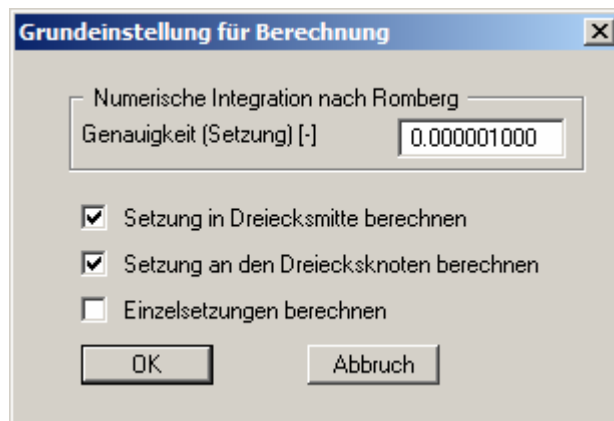 Grundeinstellung für Berechnung
Numerische Integration nach Romberg
Genauigkeit (Setzung) [-] 0.000001000
Setzung in Dreiecksmitte berechnen
Setzung an den Dreiecksknoten berechnen
Einzelsetzungen berechnen
OK Abbruch